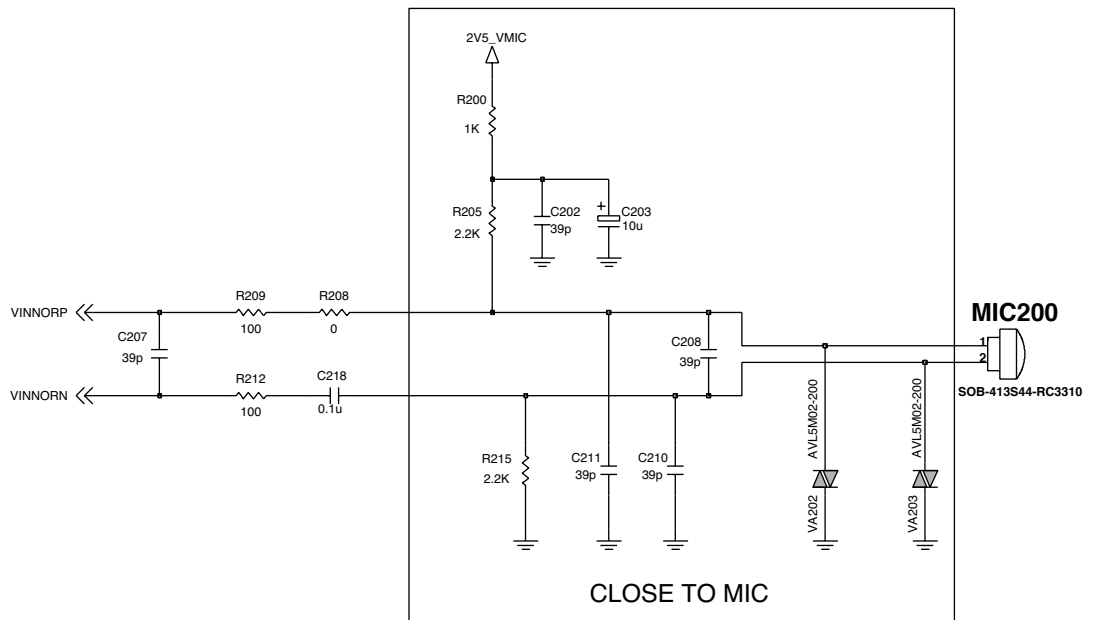 2V5_VMIC
R200
1K
R205
2.2K
C202
39p
+
C203
10u
VINNORP
R209
100
R208
0
C207
39p
VINNORN
R212
100
C218
0.1u
C208
39p
MIC200
1
2
SOB-413S44-RC3310
R215
2.2K
C211
39p
C210
39p
AVL5M02-200
VA202
AVL5M02-200
VA203
CLOSE TO MIC